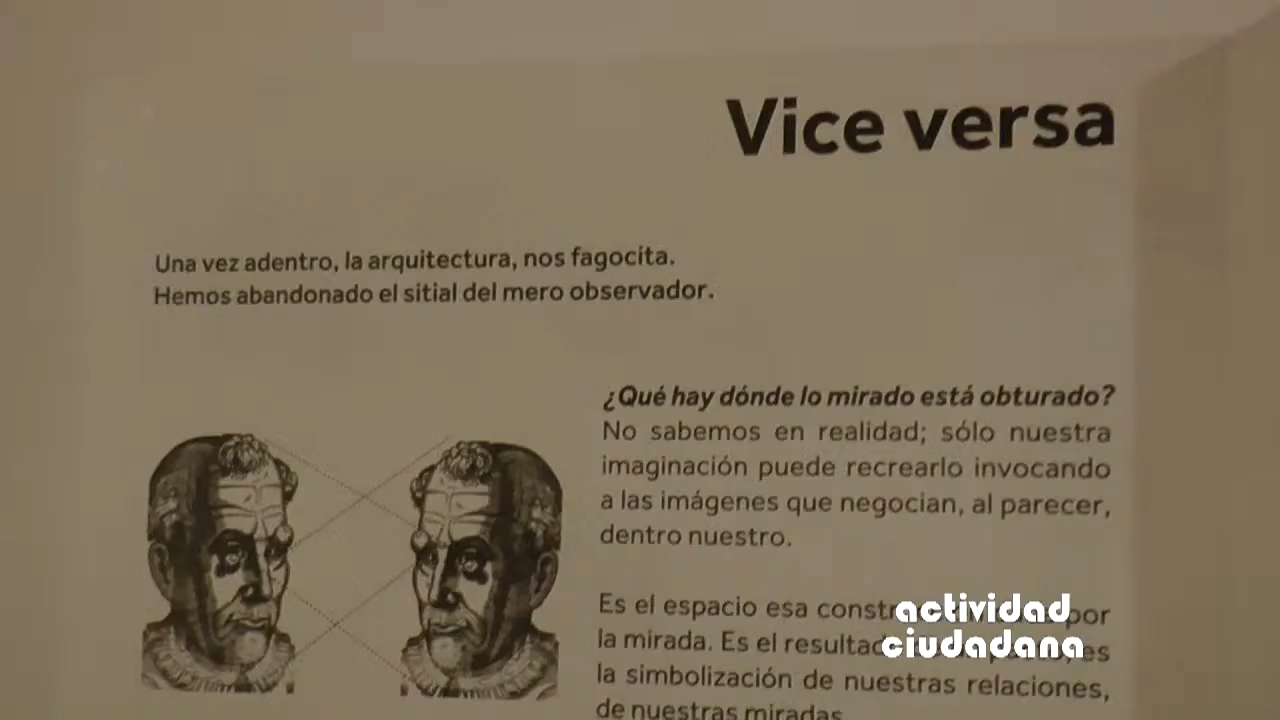 Vice versa
Una vez adentro, la arquitectura, nos fagocita.
Hemos abandonado el sitial del mero observador.
¿Qué hay dónde lo mirado está obturado?
No sabemos en realidad; sólo nuestra
imaginación puede recrearlo invocando
a las imágenes que negocian, al parecer,
dentro nuestro.
Es el espacio esa por
la mirada. Es el es
la simbolización de nuestras relaciones,
de nuestras miradas
actividad
ciudadana